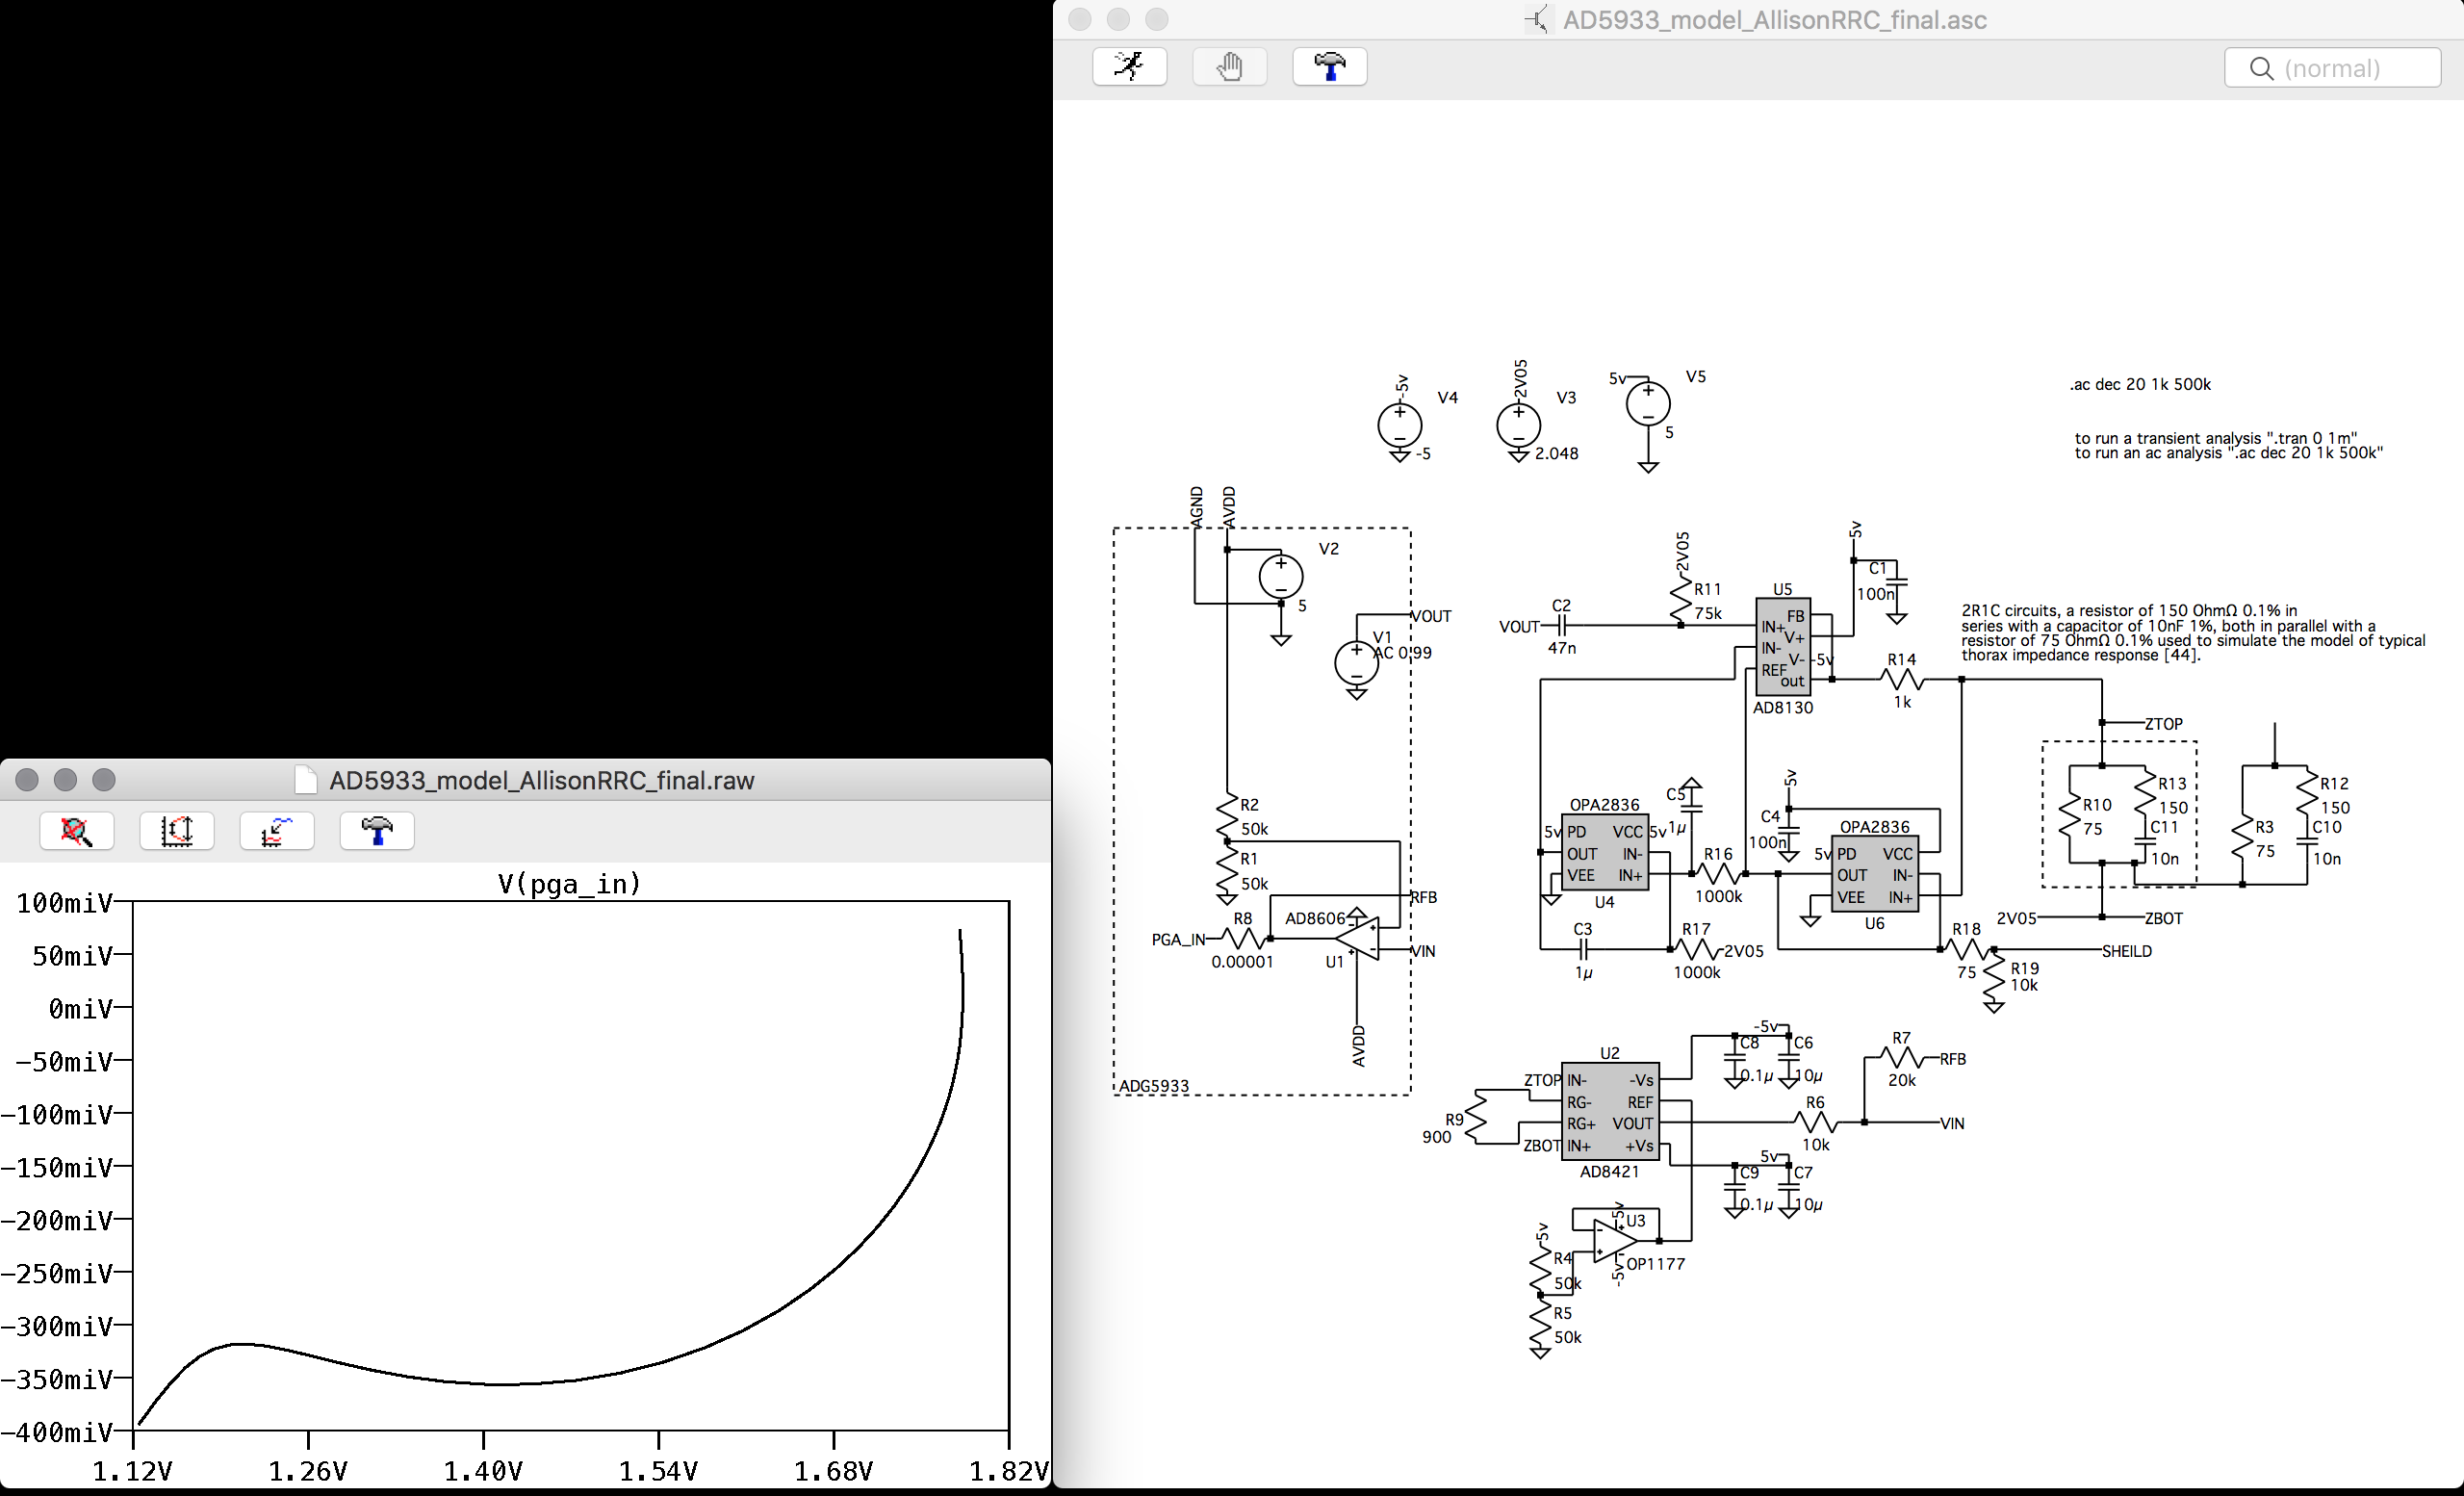 AD5933_model_AllisonRRC_final.asc
(normal)
.ac dec 20 1k 500k
to run a transient analysis ".tran 0 1m"
to run an ac analysis ".ac dec 20 1k 500k"
-5v
V4
-5
2V05
V3
2.048
5v
V5
5
AGND
AVDD
V2
5
VOUT
V1
AC 0.99
R2
50k
R1
50k
RFB
R8
AD8606
PGA_IN
0.00001
U1
VIN
AVDD
ADG5933
2V05
R11
75k
C2
VOUT
47n
U5
FB
IN+
V+
IN-
V-
-5v
REF
out
AD8130
5v
C1
100n
R14
1k
2R1C circuits, a resistor of 150 OhmΩ 0.1% in
series with a capacitor of 10nF 1%, both in parallel with a
resistor of 75 OhmΩ 0.1% used to simulate the model of typical
thorax impedance response [44].
ZTOP
R10
75
R13
150
C11
10n
R3
75
R12
150
C10
10n
2V05
ZBOT
OPA2836
5v
PD
VCC
5v
OUT
IN-
VEE
IN+
U4
C5
1µ
R16
1000k
C3
1µ
R17
2V05
1000k
5v
C4
100n
OPA2836
5v
PD
VCC
OUT
IN-
VEE
IN+
U6
R18
75
SHEILD
R19
10k
U2
ZTOP
IN-
-Vs
RG-
REF
RG+
VOUT
ZBOT
IN+
+Vs
AD8421
R9
900
-5v
C8
0.1µ
C6
10µ
R7
RFB
20k
R6
VIN
10k
5v
C9
0.1µ
C7
10µ
5v
U3
-5v
OP1177
5v
R4
50k
R5
50k
AD5933_model_AllisonRRC_final.raw
V(pga_in)
100miV
50miV
0miV
-50miV
-100miV
-150miV
-200miV
-250miV
-300miV
-350miV
-400miV
1.12V 1.26V 1.40V 1.54V 1.68V 1.82V